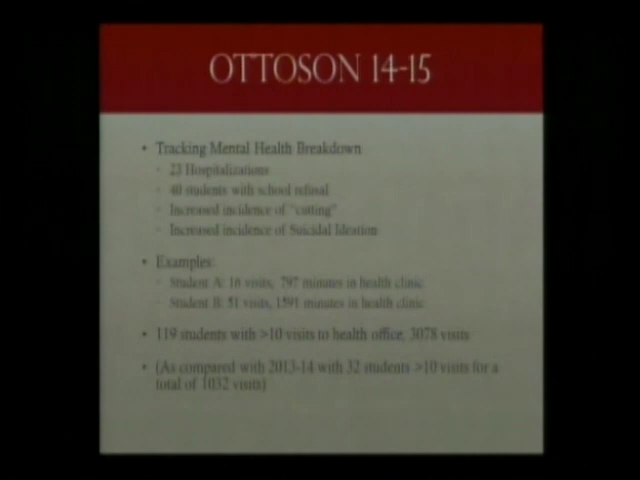 OTTOSON 14-15
• Tracking Mental Health Breakdown
- 23 Hospitalizations
- 40 students with school refusal
- Increased incidence of "cutting"
- Increased incidence of Suicidal Ideation
• Examples:
- Student A: 16 visits, 797 minutes in health clinic
- Student B: 51 visits, 1591 minutes in health clinic
• 119 students with >10 visits to health office, 3078 visits
• (As compared with 2013-14 with 32 students >10 visits for a
total of 1032 visits)